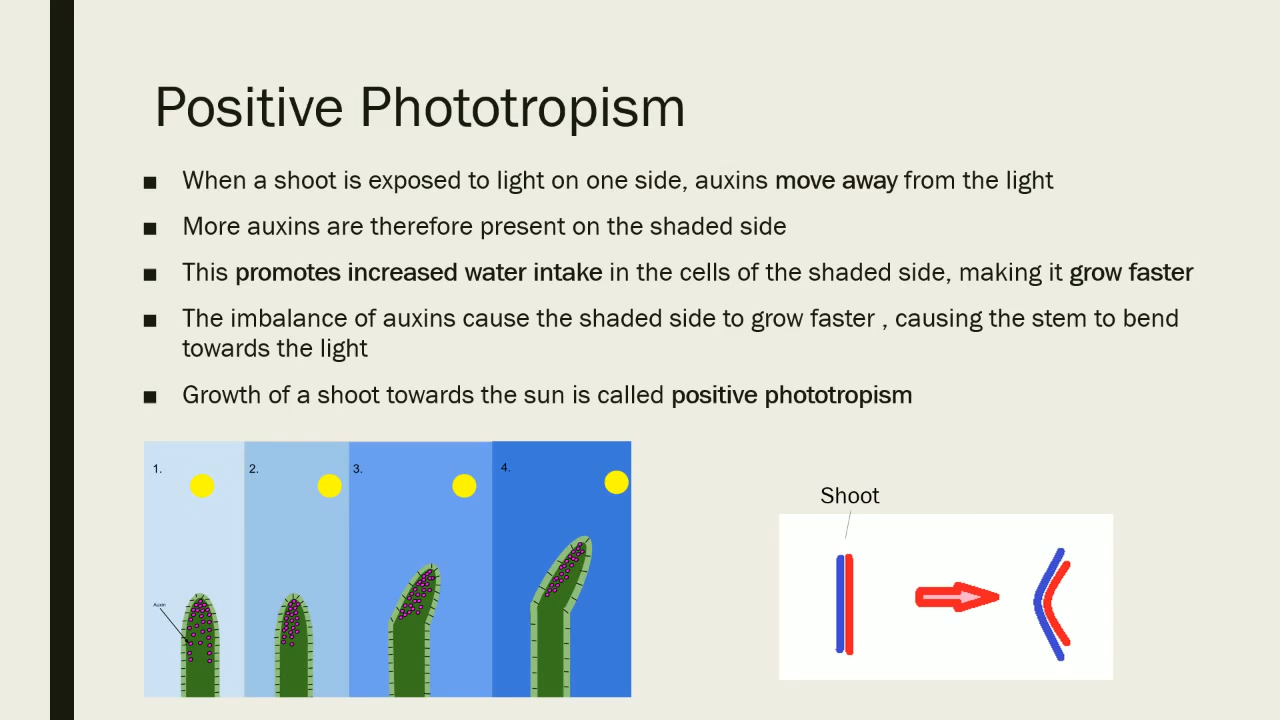 Positive Phototropism
■ When a shoot is exposed to light on one side, auxins move away from the light
■ More auxins are therefore present on the shaded side
■ This promotes increased water intake in the cells of the shaded side, making it grow faster
■ The imbalance of auxins cause the shaded side to grow faster , causing the stem to bend
towards the light
■ Growth of a shoot towards the sun is called positive phototropism
1.
2.
3.
4.
Auxin
Shoot